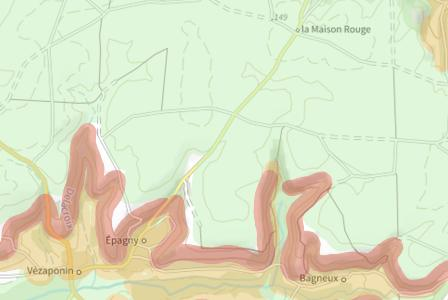 149
la Maison Rouge
Épagny
Vézaponin
Bagneux